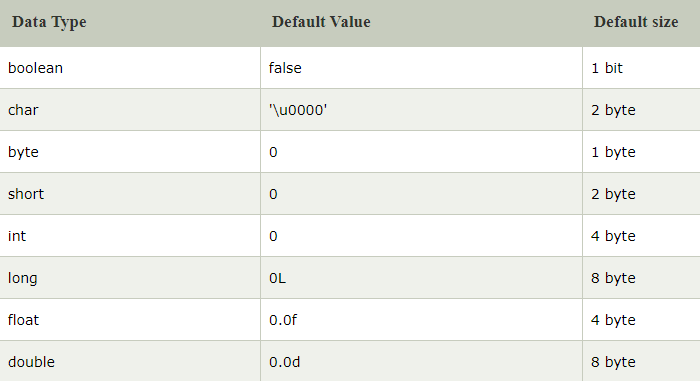 Data Type Default Value Default size
boolean false 1 bit
char '\u0000' 2 byte
byte 0 1 byte
short 0 2 byte
int 0 4 byte
long 0L 8 byte
float 0.0f 4 byte
double 0.0d 8 byte